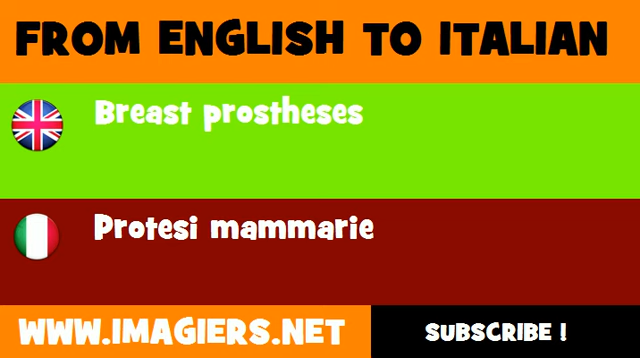 FROM ENGLISH TO ITALIAN
Breast prostheses
Protesi mammarie
WWW.IMAGIERS.NET
SUBSCRIBE !